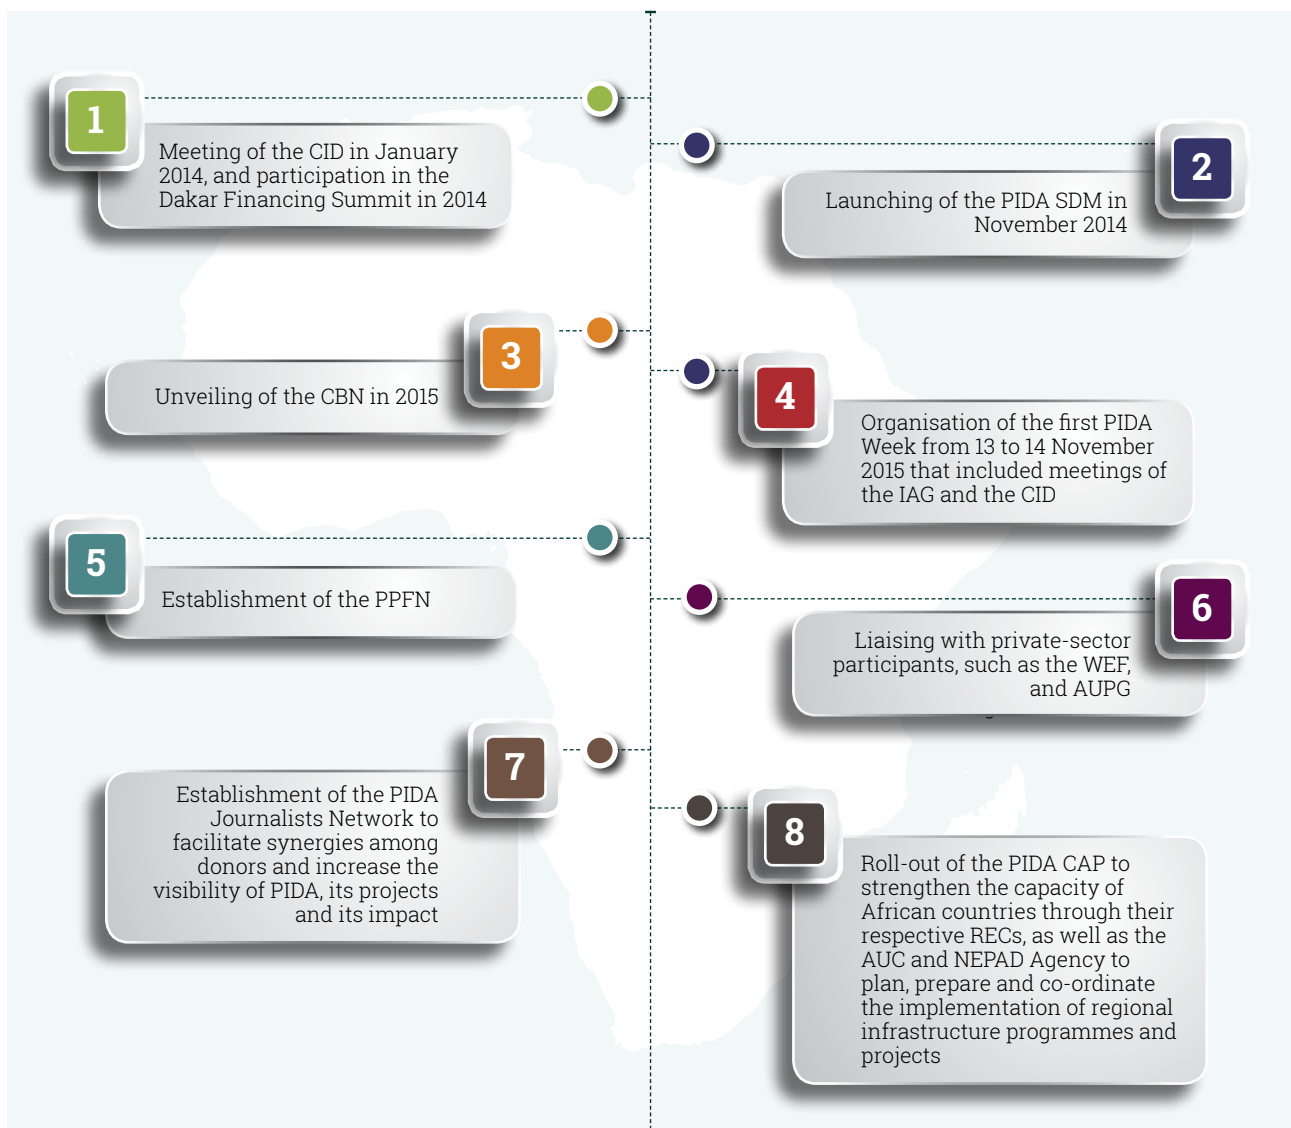 1
Meeting of the CID in January
2014, and participation in the
Dakar Financing Summit in 2014
2
Launching of the PIDA SDM in
November 2014
3
Unveiling of the CBN in 2015
4
Organisation of the first PIDA
Week from 13 to 14 November
2015 that included meetings of
the IAG and the CID
5
Establishment of the PPFN
6
Liaising with private-sector
participants, such as the WEF,
and AUPG
7
Establishment of the PIDA
Journalists Network to
facilitate synergies among
donors and increase the
visibility of PIDA, its projects
and its impact
8
Roll-out of the PIDA CAP to
strengthen the capacity of
African countries through their
respective RECs, as well as the
AUC and NEPAD Agency to
plan, prepare and co-ordinate
the implementation of regional
infrastructure programmes and
projects